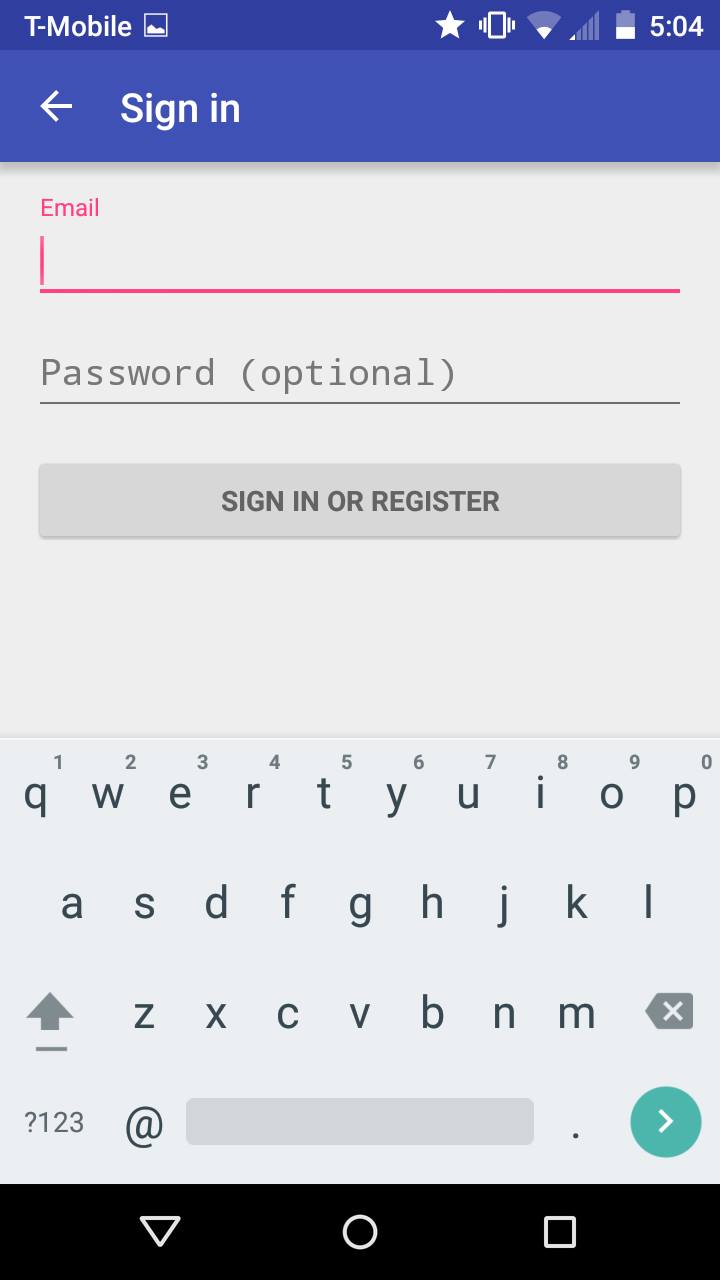 T-Mobile 5:04
Sign in
Email
Password (optional)
SIGN IN OR REGISTER
1 2 3 4 5 6 7 8 9 0
q w e r t y u i o p
a s d f g h j k l
z x c v b n m
?123 @ .